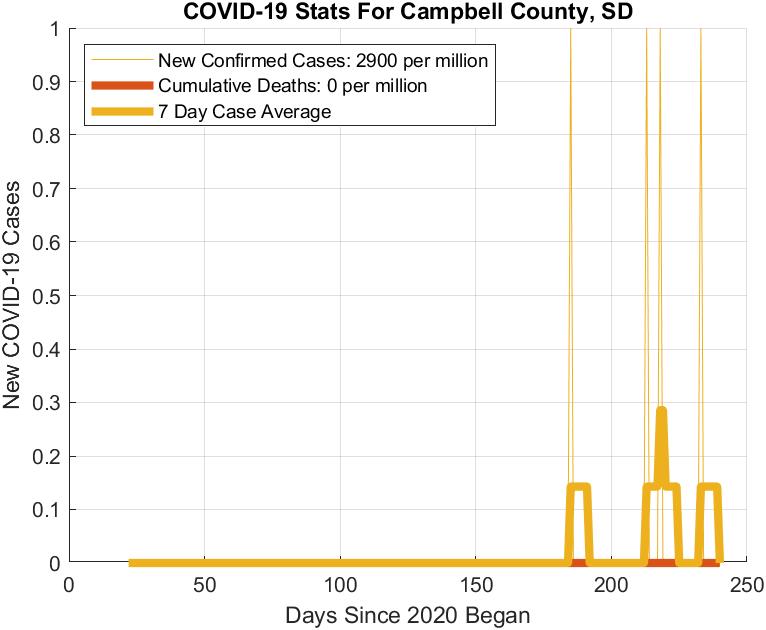 COVID-19 Stats For Campbell County, SD
New Confirmed Cases: 2900 per million
Cumulative Deaths: 0 per million
7 Day Case Average
New COVID-19 Cases
1
0.9
0.8
0.7
0.6
0.5
0.4
0.3
0.2
0.1
0
0 50 100 150 200 250
Days Since 2020 Began